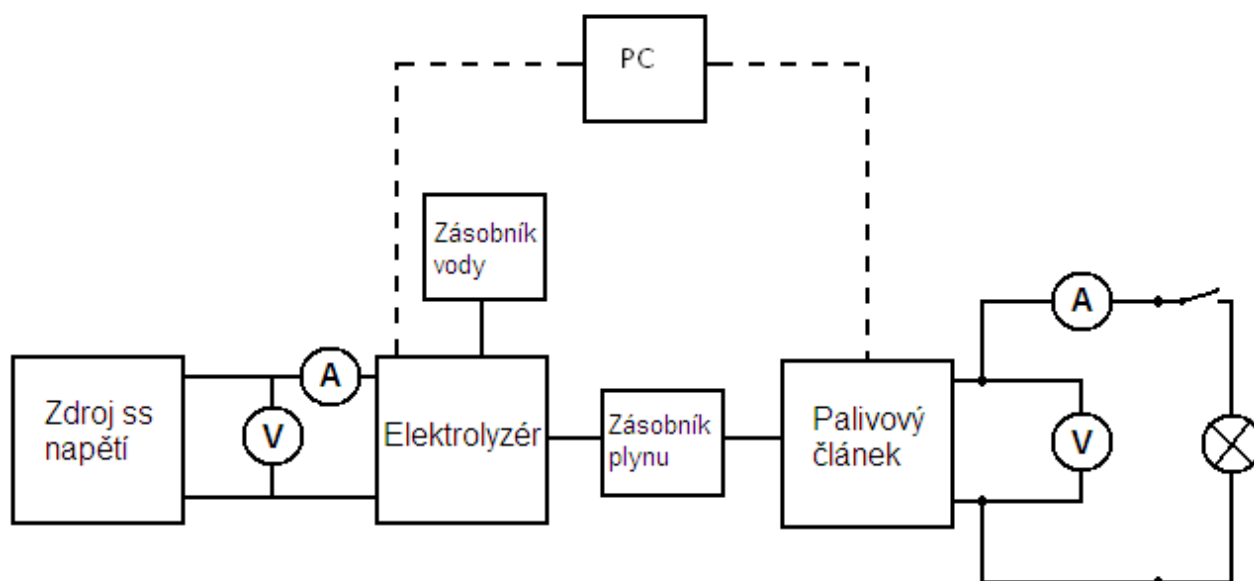 PC
Zásobník
vody
A
A
Zdroj ss
napětí
V
Elektrolyzér
Zásobník
plynu
Palivový
článek
V